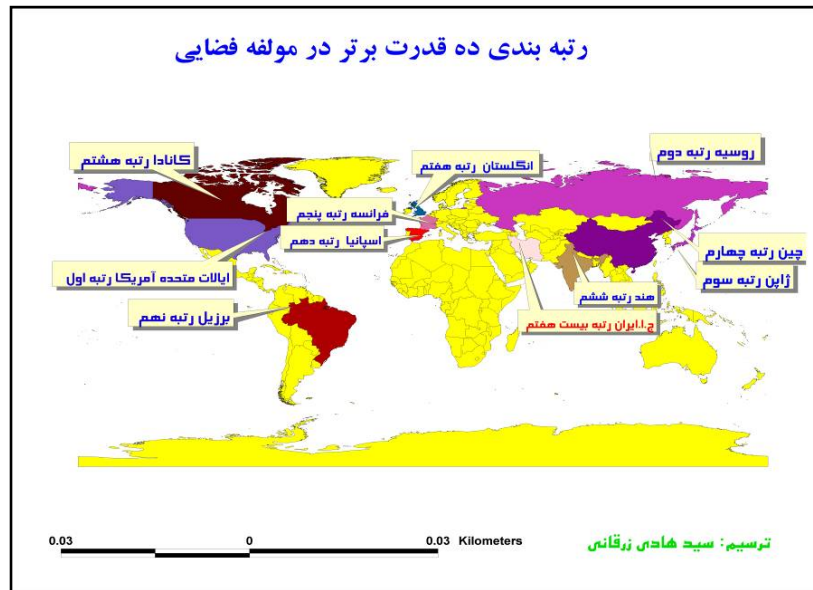 رتبه بندی ده قدرت برتر در مولفه فضایی
روسیه رتبه دوم
انگلستان رتبه هفتم
کانادا رتبه هشتم
فرانسه رتبه پنجم
اسپانیا رتبه دهم
چین رتبه چهارم
ژاپن رتبه سوم
ایالات متحده آمریکا رتبه اول
هند رتبه ششم
برزیل رتبه نهم
ج.ا.ایران رتبه بیست هفتم
0.03 0 0.03 Kilometers
ترسیم: سید هادی زرقانی